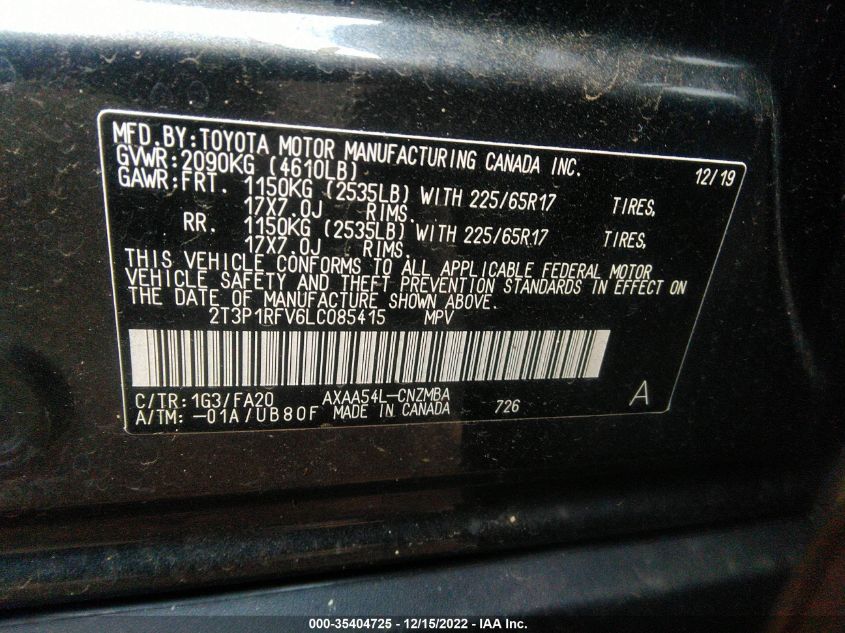 MFD.BY:TOYOTA MOTOR MANUFACTURING CANADA INC. 12/19
GVWR:2090KG (4610LB)
GAWR:FRT. 1150KG (2535LB) WITH 225/65R17 TIRES,
17X7.0J RIMS.
RR. 1150KG (2535LB) WITH 225/65R17 TIRES,
17X7.0J RIMS.
THIS VEHICLE CONFORMS TO ALL APPLICABLE FEDERAL MOTOR
VEHICLE SAFETY AND THEFT PREVENTION STANDARDS IN EFFECT ON
THE DATE OF MANUFACTURE SHOWN ABOVE.
2T3P1RFV6LC085415 MPV
C/TR:1G3/FA20 AXAA54L-CNZMBA A
A/TM:-01A/UB80F MADE IN CANADA 726
000-35404725 - 12/15/2022 - IAA Inc.